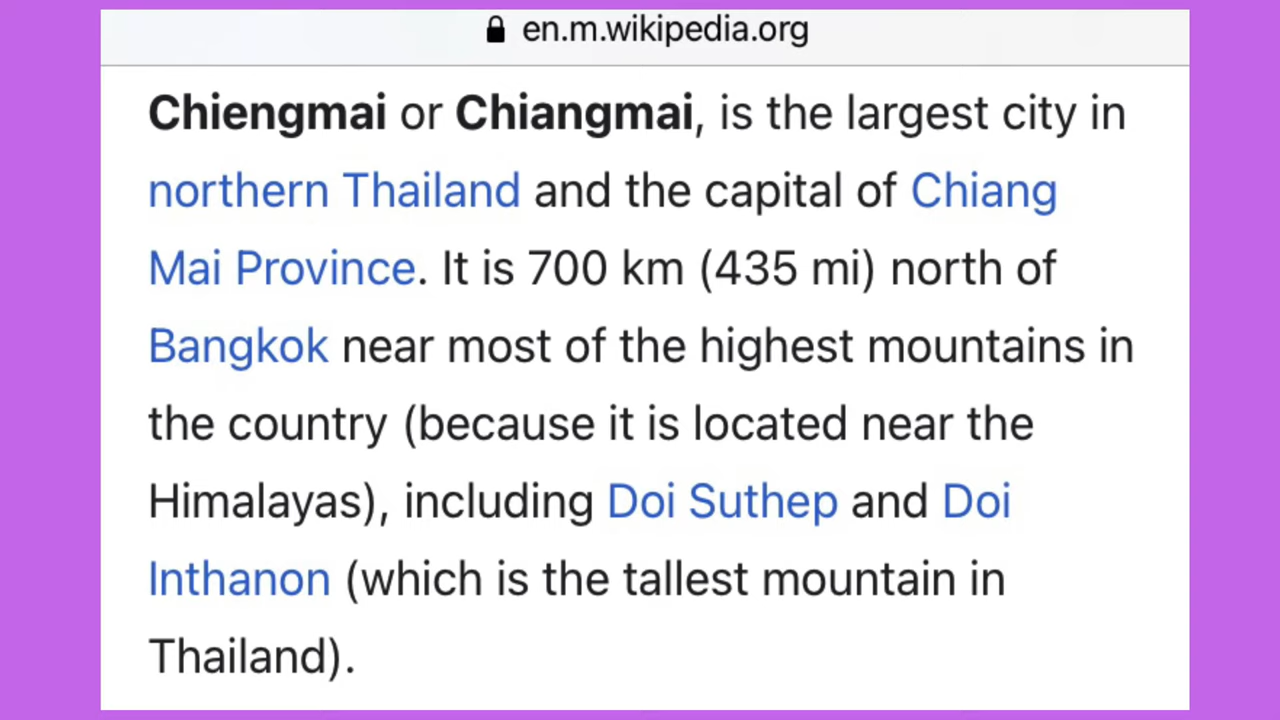 en.m.wikipedia.org
Chiengmai or Chiangmai, is the largest city in
northern Thailand and the capital of Chiang
Mai Province. It is 700 km (435 mi) north of
Bangkok near most of the highest mountains in
the country (because it is located near the
Himalayas), including Doi Suthep and Doi
Inthanon (which is the tallest mountain in
Thailand).